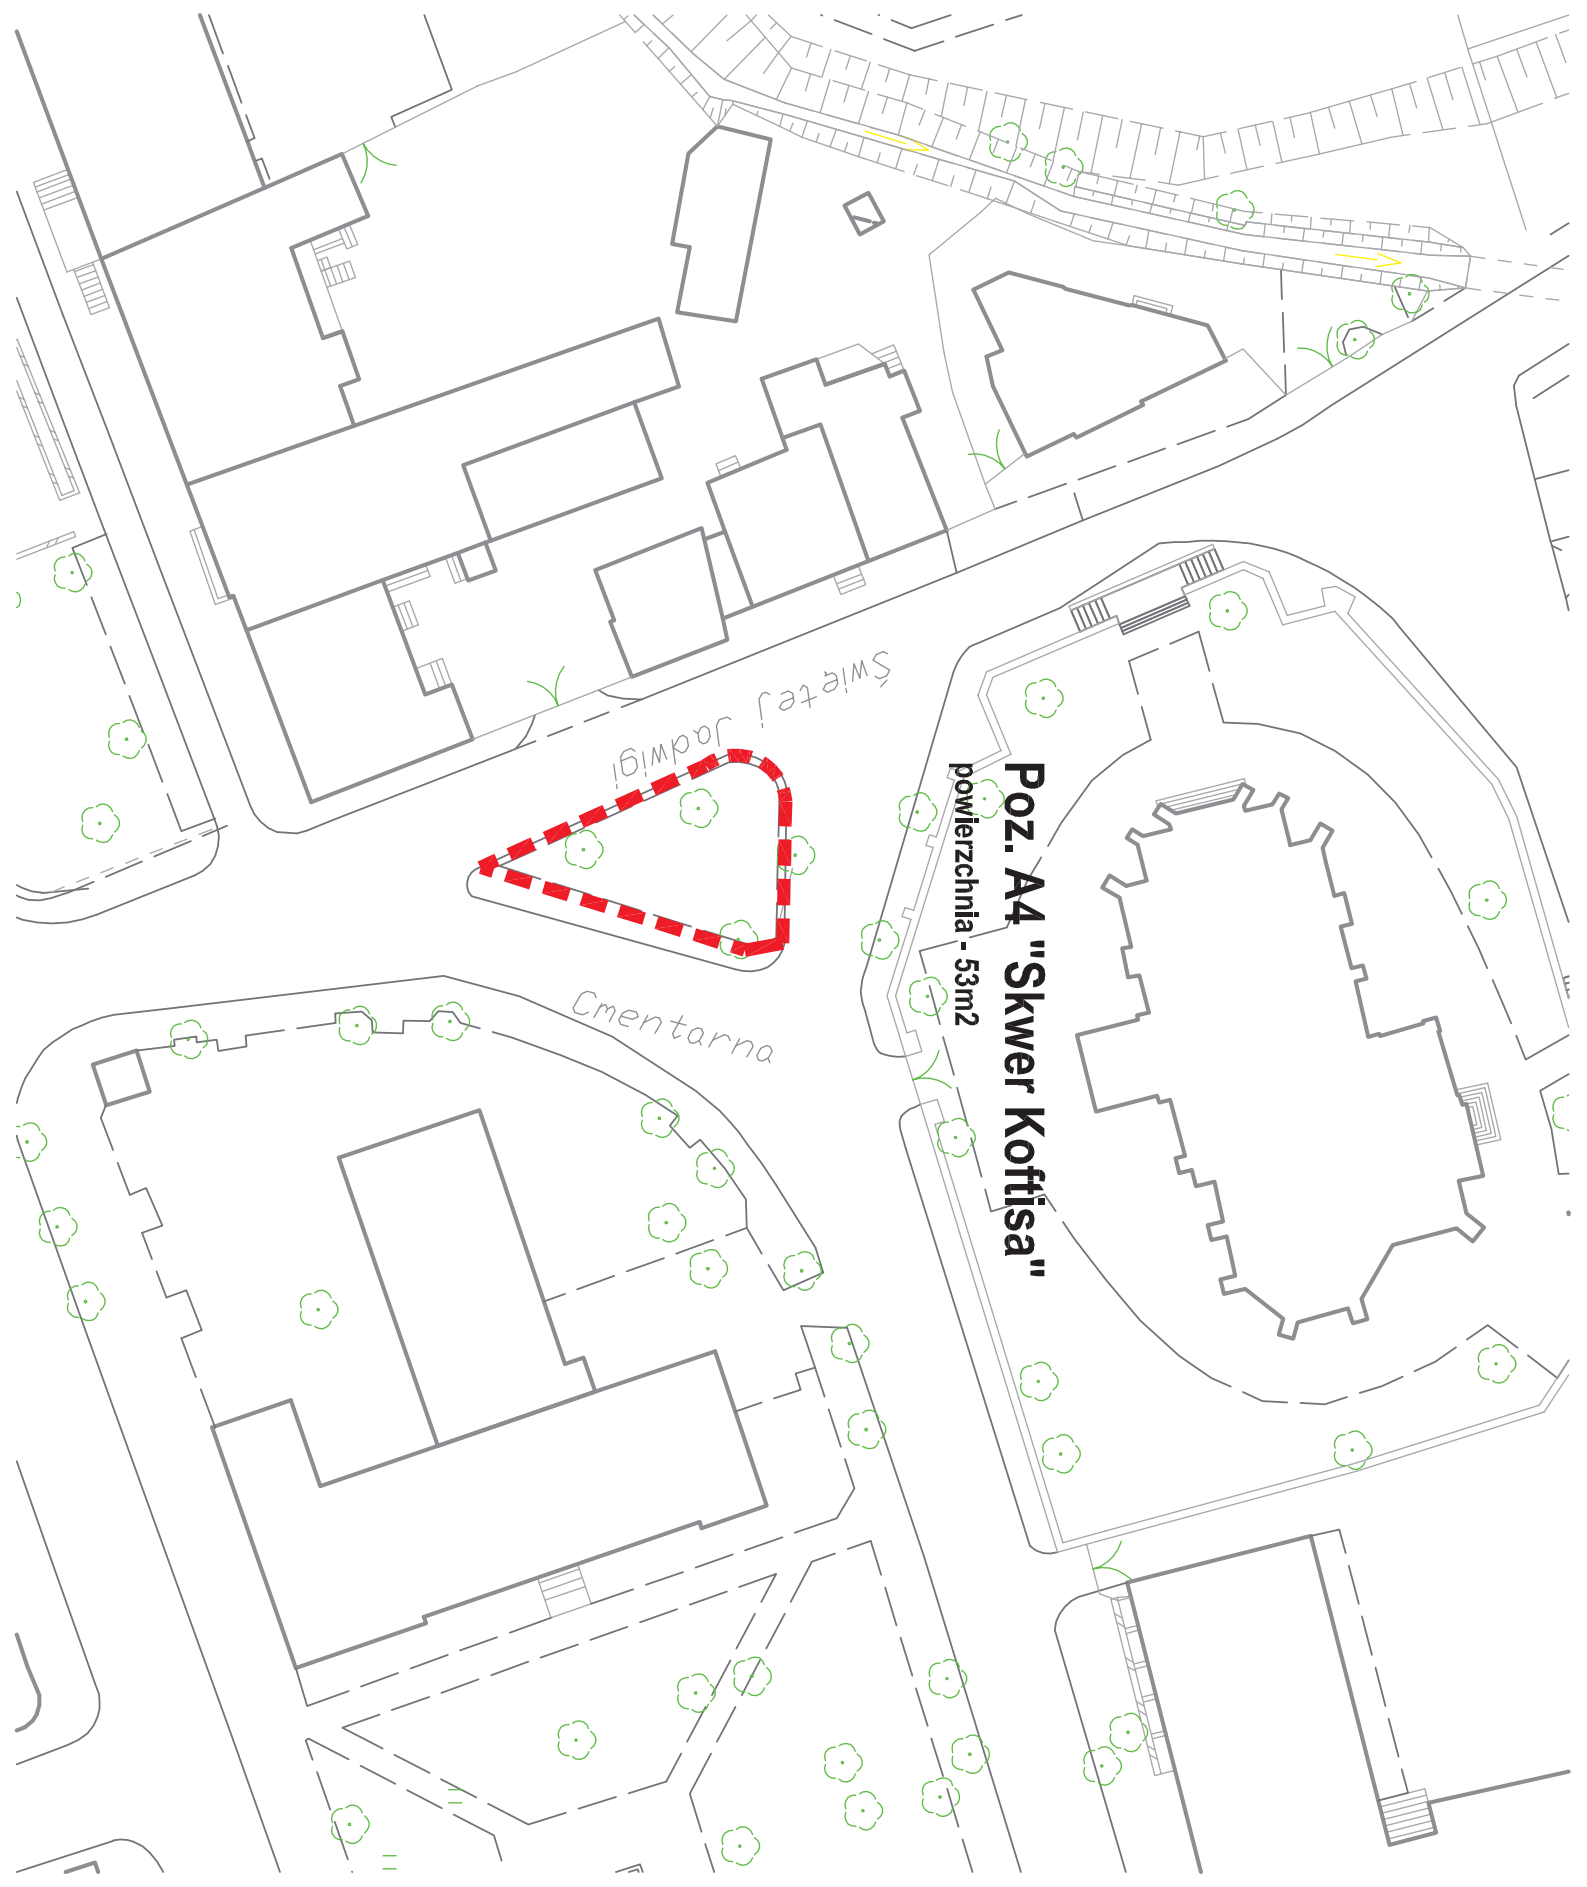 Świętej
Jadwigi
Cmentarna
Poz. A4 "Skwer Koftisa"
powierzchnia - 53m2